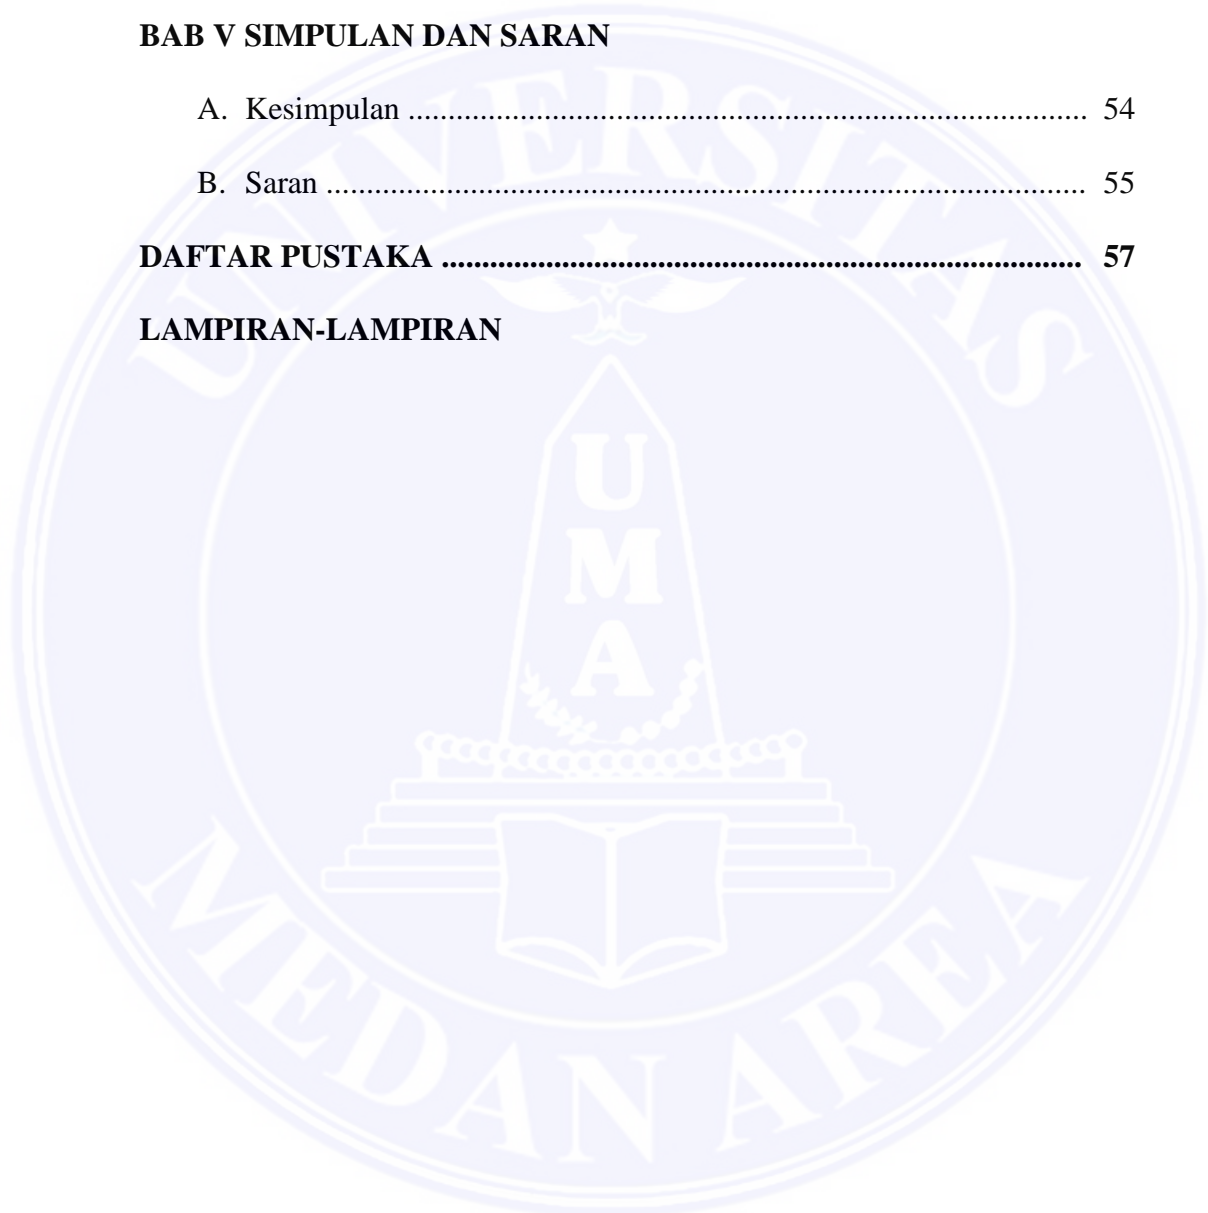 BAB V SIMPULAN DAN SARAN
A. Kesimpulan ..................................................................................... 54
B. Saran ............................................................................................... 55
DAFTAR PUSTAKA ................................................................................ 57
LAMPIRAN-LAMPIRAN
UNIVERSITAS
U
M
A
MEDAN AREA